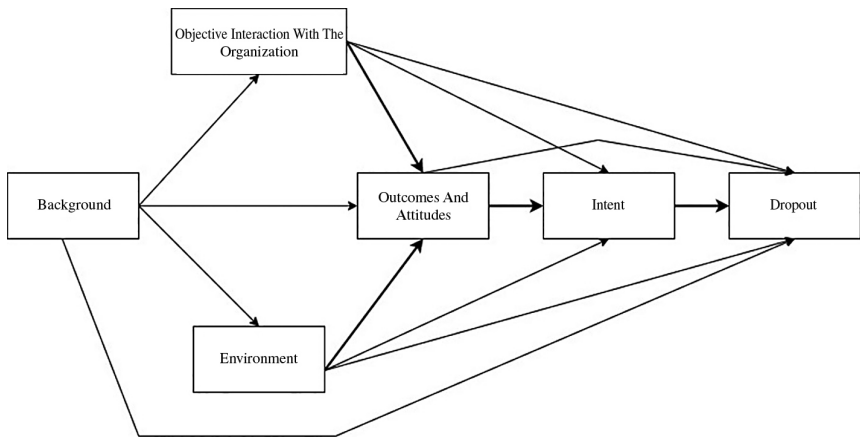 Objective Interaction With The
Organization
Background
Outcomes And
Attitudes
Intent
Dropout
Environment